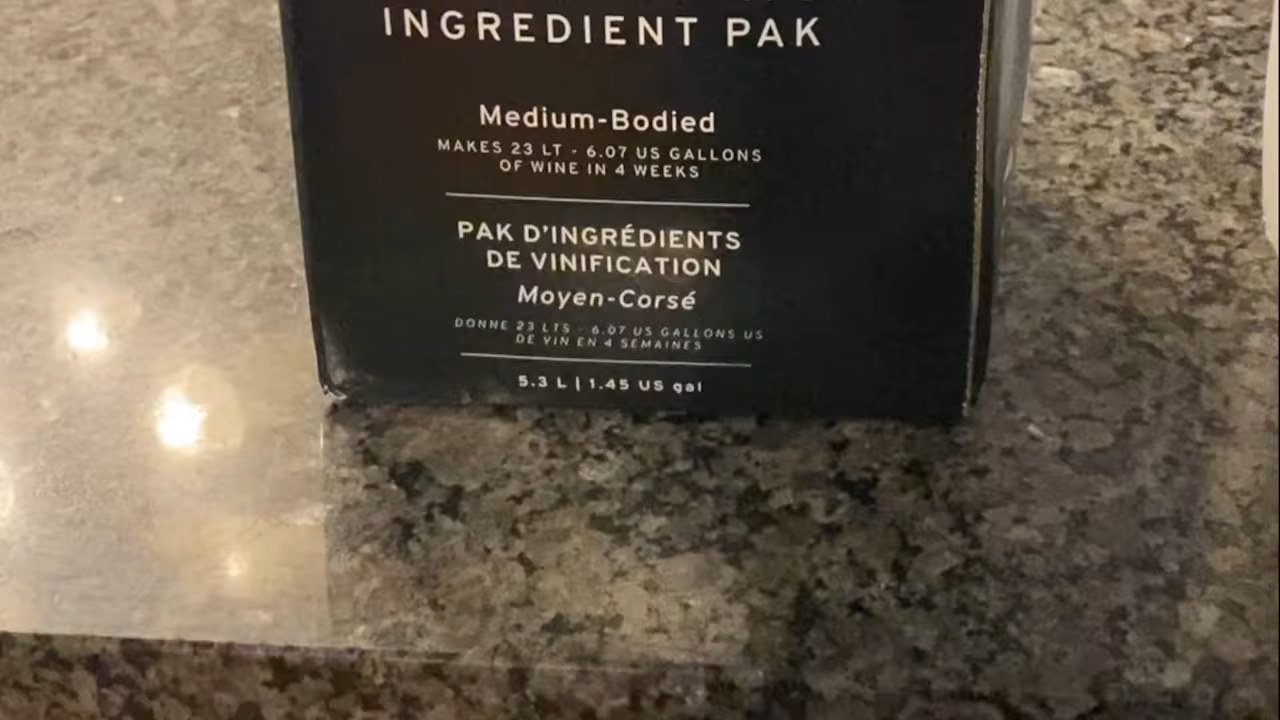 INGREDIENT PAK
Medium-Bodied
MAKES 23 LT - 6.07 US GALLONS
OF WINE IN 4 WEEKS
PAK D'INGRÉDIENTS
DE VINIFICATION
Moyen-Corsé
DONNE 23 LTS - 6.07 US GALLONS US
DE VIN EN 4 SEMAINES
5.3 L | 1.45 US gal